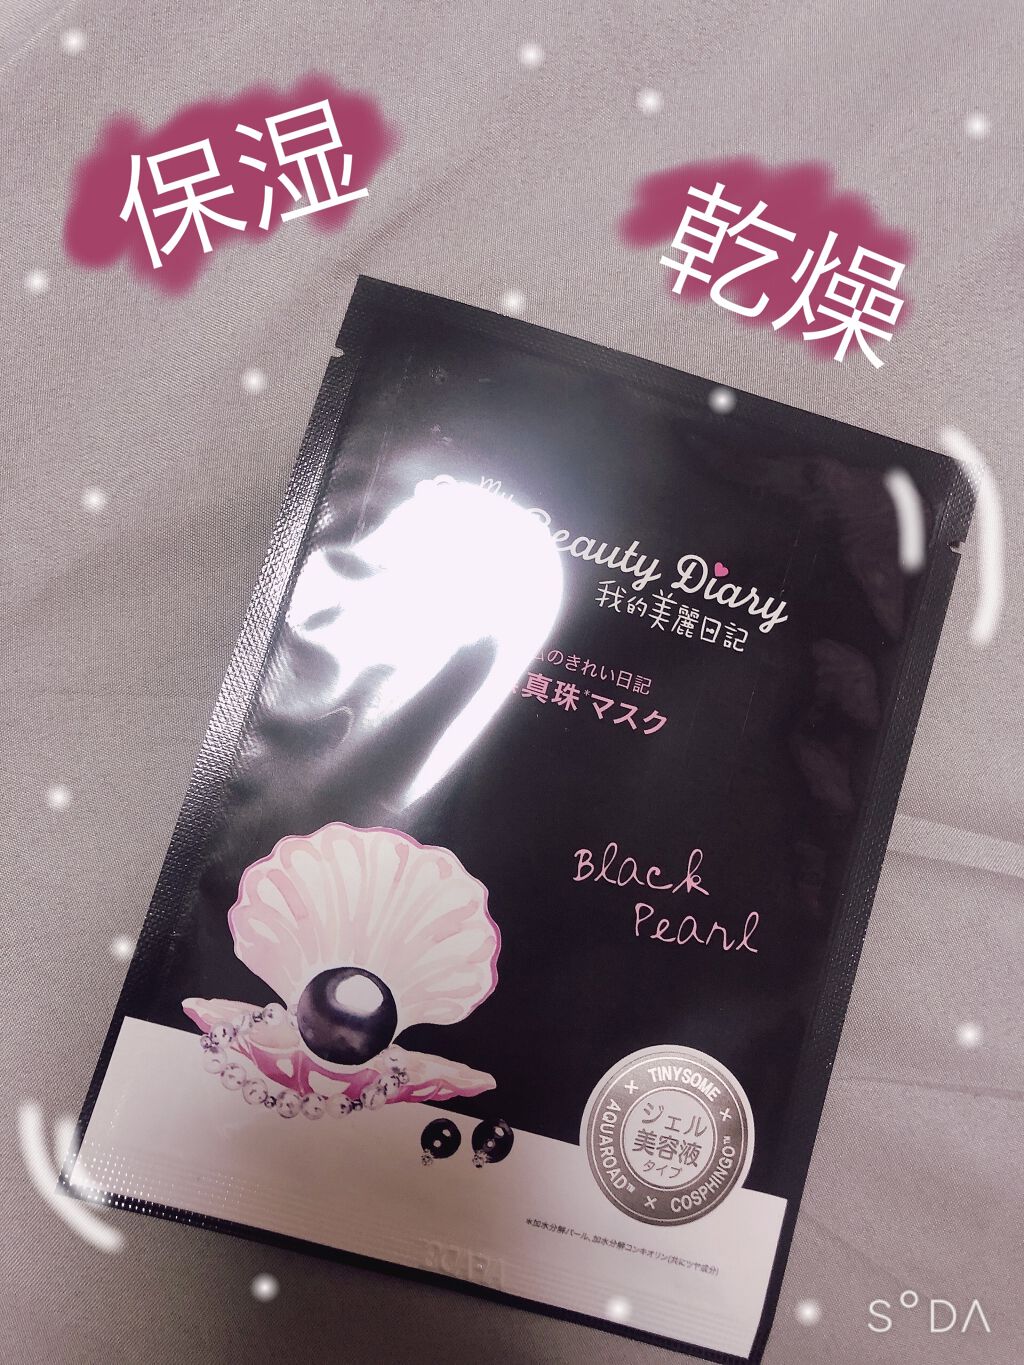 保湿
乾燥
My Beauty Diary
我的美麗日記
のきれい日記
真珠*マスク
Black
Pearl
TINYSOME
AQUAROAD™
COSPHINGO™
ジェル
美容液
タイプ
*加水分解パール、加水分解コンキオリン(共にツヤ成分)
S°DA